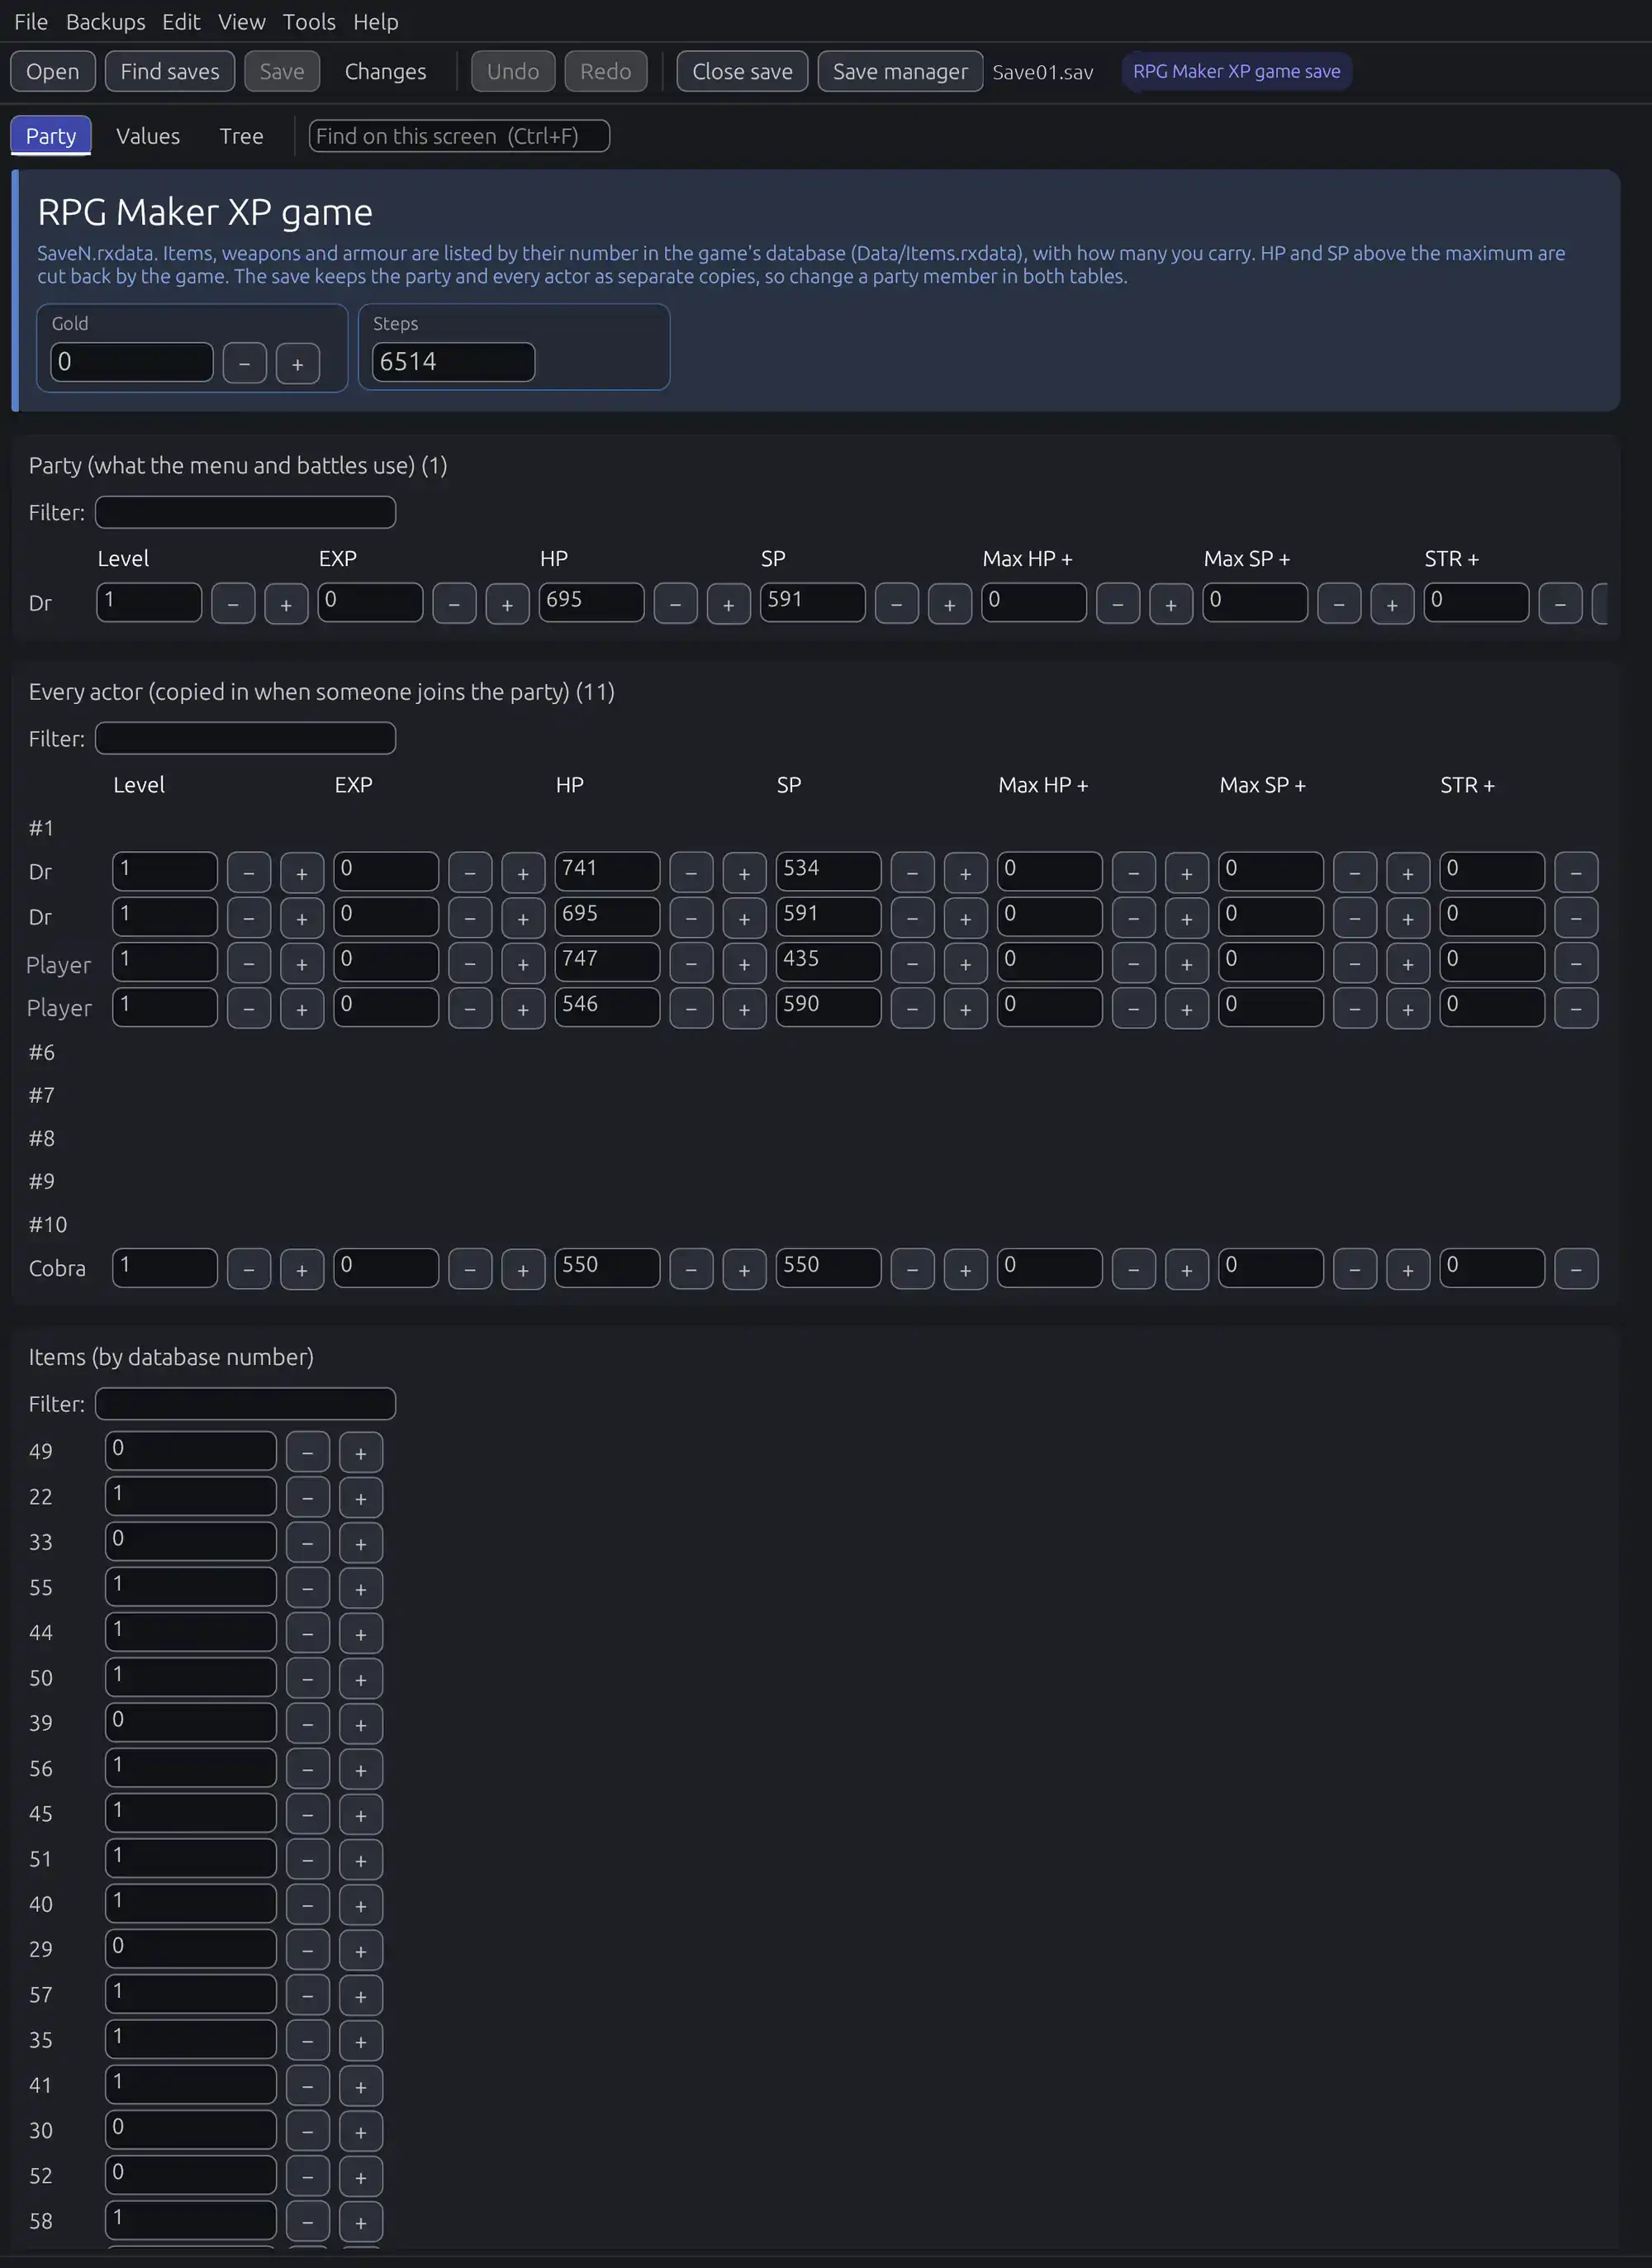 File Backups Edit View Tools Help
Open Find saves Save Changes Undo Redo Close save Save manager Save01.sav RPG Maker XP game save
Party Values Tree Find on this screen (Ctrl+F)
RPG Maker XP game
SaveN.rxdata. Items, weapons and armour are listed by their number in the game's database (Data/Items.rxdata), with how many you carry. HP and SP above the maximum are
cut back by the game. The save keeps the party and every actor as separate copies, so change a party member in both tables.
Gold Steps
0 − + 6514
Party (what the menu and battles use) (1)
Filter:
Level EXP HP SP Max HP + Max SP + STR +
Dr 1 − + 0 − + 695 − + 591 − + 0 − + 0 − + 0 −
Every actor (copied in when someone joins the party) (11)
Filter:
Level EXP HP SP Max HP + Max SP + STR +
#1
Dr 1 − + 0 − + 741 − + 534 − + 0 − + 0 − + 0 −
Dr 1 − + 0 − + 695 − + 591 − + 0 − + 0 − + 0 −
Player 1 − + 0 − + 747 − + 435 − + 0 − + 0 − + 0 −
Player 1 − + 0 − + 546 − + 590 − + 0 − + 0 − + 0 −
#6
#7
#8
#9
#10
Cobra 1 − + 0 − + 550 − + 550 − + 0 − + 0 − + 0 −
Items (by database number)
Filter:
49 0 − +
22 1 − +
33 0 − +
55 1 − +
44 1 − +
50 1 − +
39 0 − +
56 1 − +
45 1 − +
51 1 − +
40 1 − +
29 0 − +
57 1 − +
35 1 − +
41 1 − +
30 0 − +
52 0 − +
58 1 − +